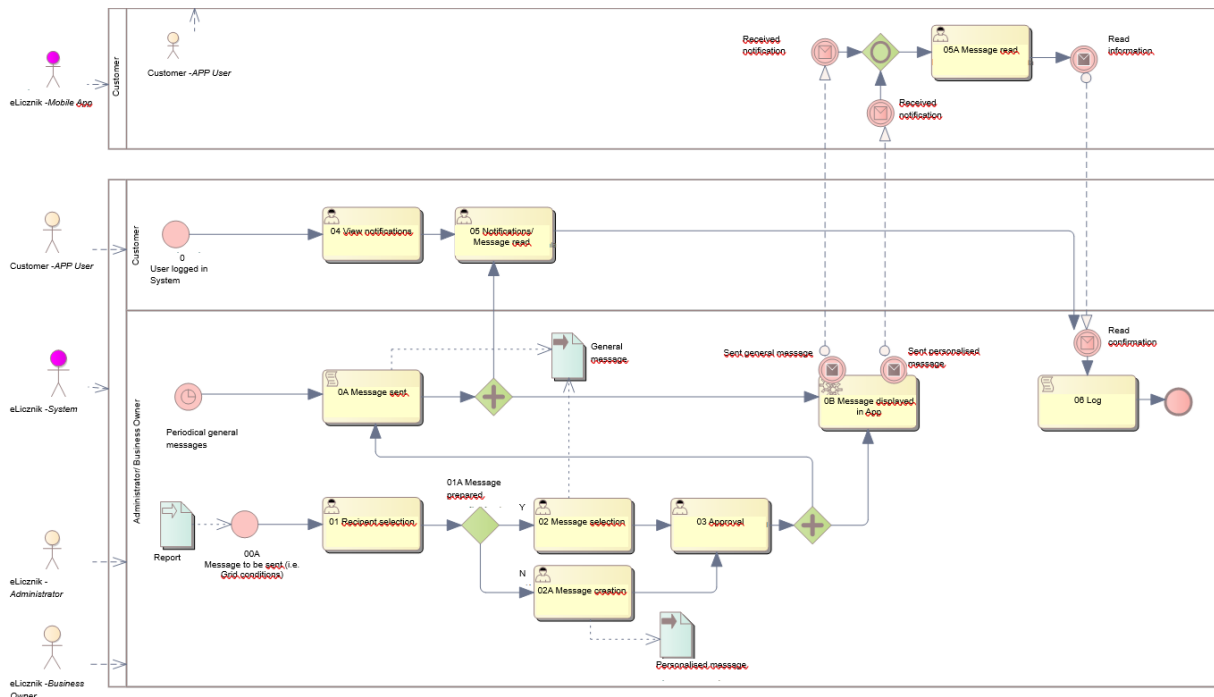 Customer
Customer -APP User
eLicznik -Mobile App
Received
notification
05A Message read
Read
information
Received
notification
Customer
Customer -APP User
0
User logged in
System
04 View notifications
05 Notifications/
Message read
Administrator/ Business Owner
eLicznik -System
Periodical general
messages
0A Message sent
General
message
Sent general message
Sent personalised
message
0B Message displayed
in App
Read
confirmation
06 Log
Report
00A
Message to be sent (i.e.
Grid conditions)
01 Recipent selection
01A Message
prepared
Y
N
02 Message selection
02A Message creation
03 Approval
Personalised message
eLicznik -
Administrator
eLicznik -Business
Owner